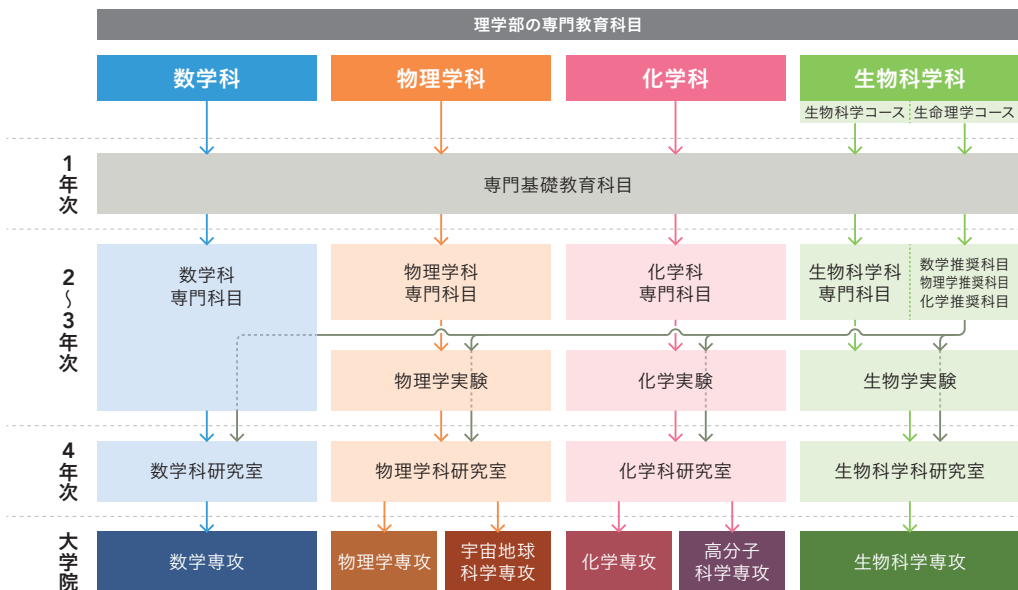 理学部の専門教育科目
数学科
物理学科
化学科
生物科学科
生物科学コース
生命理学コース
1年次
専門基礎教育科目
2～3年次
数学科
専門科目
物理学科
専門科目
化学科
専門科目
生物科学科
専門科目
数学推奨科目
物理学推奨科目
化学推奨科目
物理学実験
化学実験
生物学実験
4年次
数学科研究室
物理学科研究室
化学科研究室
生物科学科研究室
大学院
数学専攻
物理学専攻
宇宙地球
科学専攻
化学専攻
高分子
科学専攻
生物科学専攻